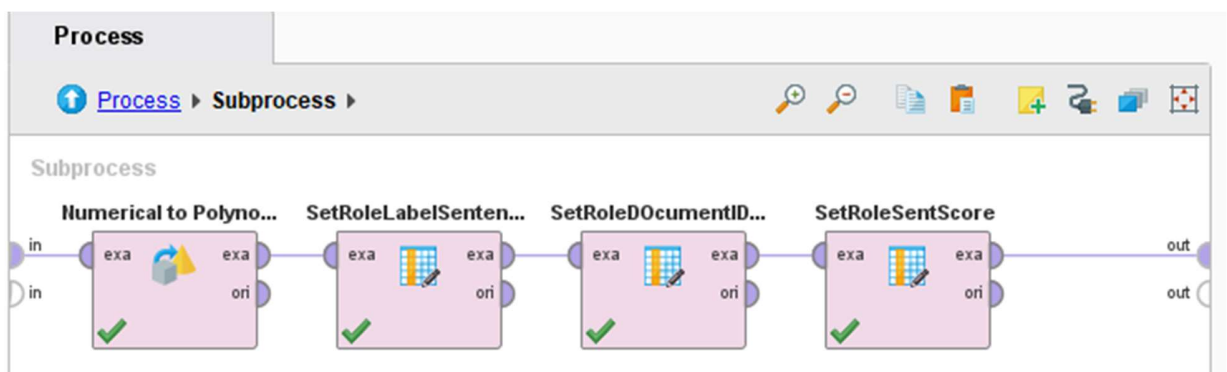 Process
Process Subprocess
Subprocess
Numerical to Polyno... SetRoleLabelSenten... SetRoleDOcumentID... SetRoleSentScore
in exa exa exa exa exa exa exa exa out
in ori ori ori ori out